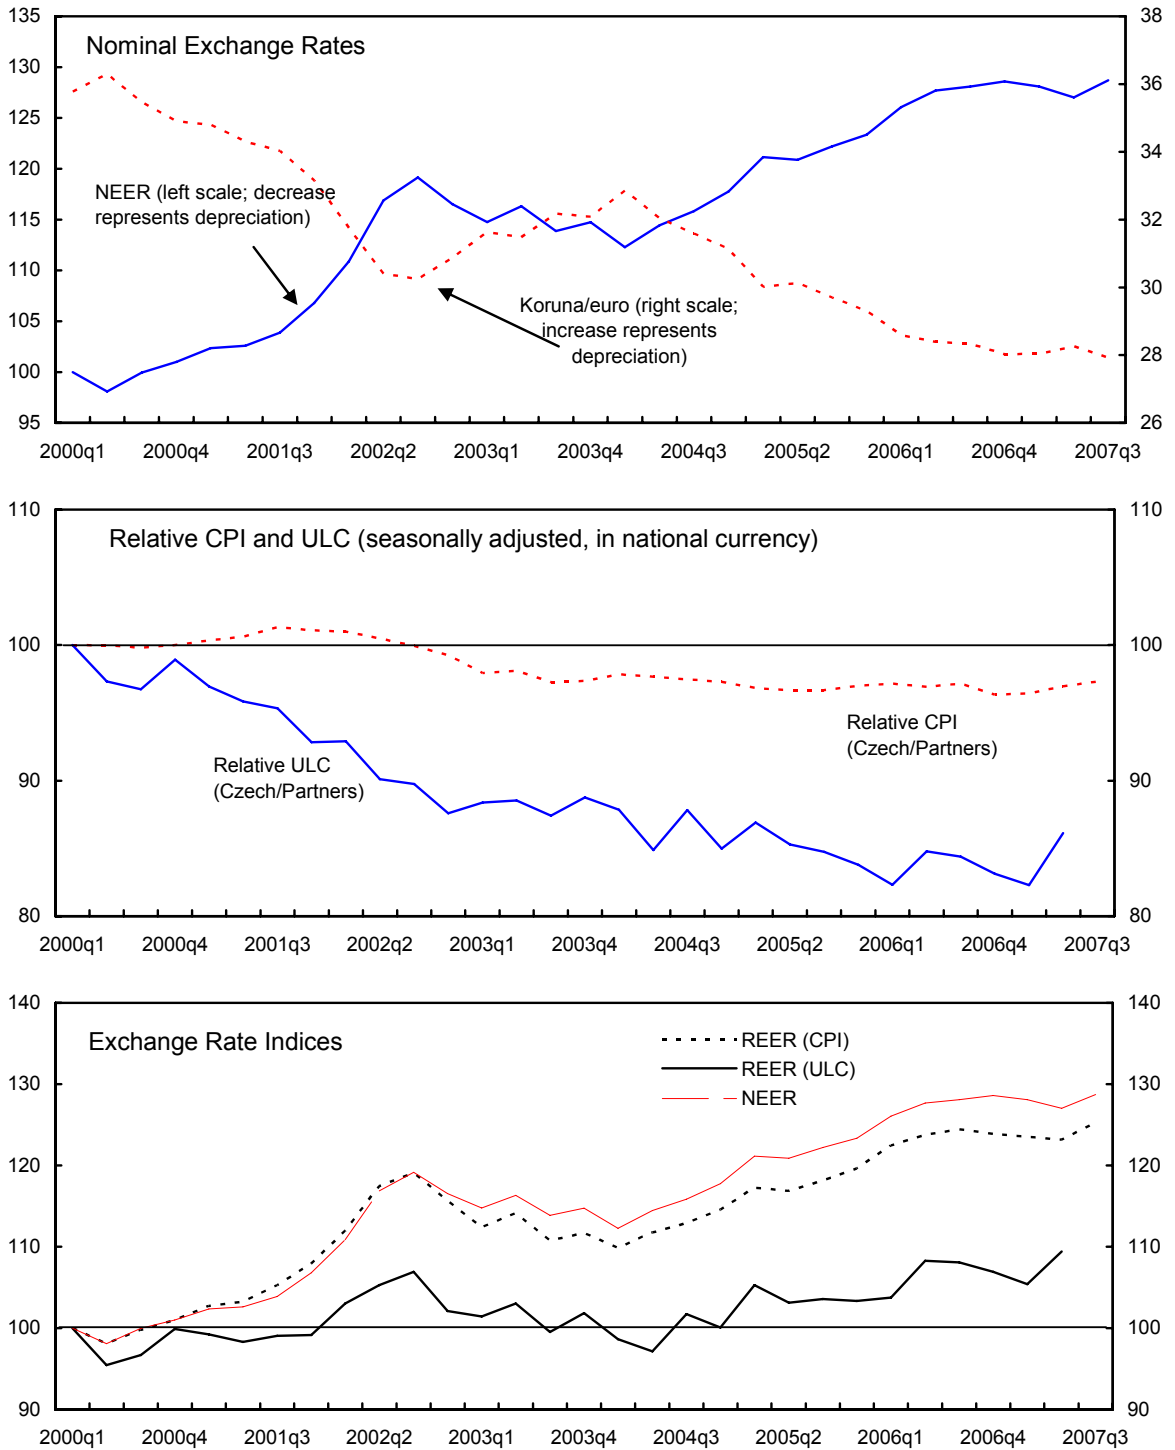 135 38
Nominal Exchange Rates
130 36
125
120 34
NEER (left scale; decrease
represents depreciation)
115 32
110 30
Koruna/euro (right scale;
increase represents
depreciation)
105
100 28
95 26
2000q1 2000q4 2001q3 2002q2 2003q1 2003q4 2004q3 2005q2 2006q1 2006q4 2007q3
110 110
Relative CPI and ULC (seasonally adjusted, in national currency)
100 100
Relative CPI
(Czech/Partners)
Relative ULC
(Czech/Partners)
90 90
80 80
2000q1 2000q4 2001q3 2002q2 2003q1 2003q4 2004q3 2005q2 2006q1 2006q4 2007q3
140 140
Exchange Rate Indices
REER (CPI)
REER (ULC)
NEER
130 130
120 120
110 110
100 100
90 90
2000q1 2000q4 2001q3 2002q2 2003q1 2003q4 2004q3 2005q2 2006q1 2006q4 2007q3